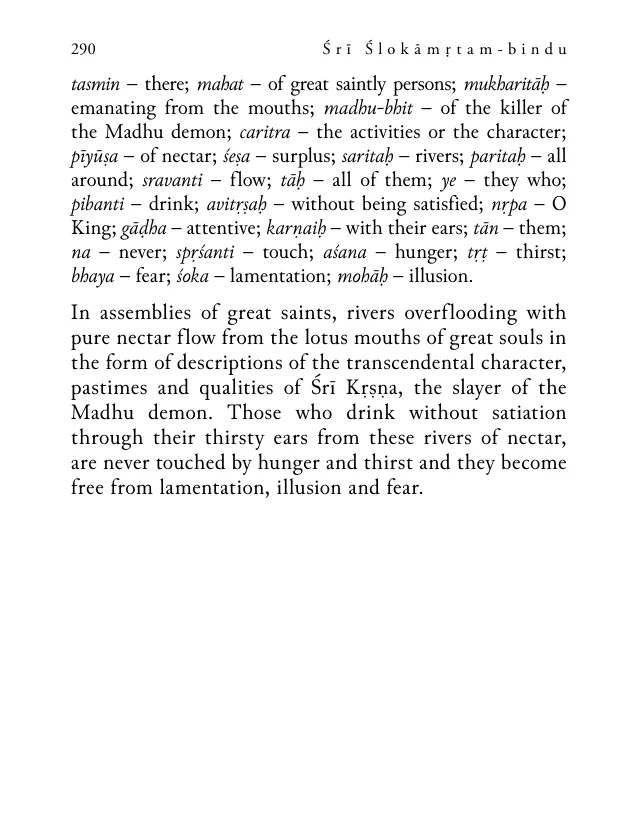 290 Śrī Ślokāmṛtam-bindu
tasmin – there; mahat – of great saintly persons; mukharitāḥ –
emanating from the mouths; madhu-bhit – of the killer of
the Madhu demon; caritra – the activities or the character;
pīyūṣa – of nectar; śeṣa – surplus; saritaḥ – rivers; paritaḥ – all
around; sravanti – flow; tāḥ – all of them; ye – they who;
pibanti – drink; avitṛṣaḥ – without being satisfied; nṛpa – O
King; gāḍha – attentive; karṇaiḥ – with their ears; tān – them;
na – never; spṛśanti – touch; aśana – hunger; tṛṭ – thirst;
bhaya – fear; śoka – lamentation; mohāḥ – illusion.
In assemblies of great saints, rivers overflooding with
pure nectar flow from the lotus mouths of great souls in
the form of descriptions of the transcendental character,
pastimes and qualities of Śrī Kṛṣṇa, the slayer of the
Madhu demon. Those who drink without satiation
through their thirsty ears from these rivers of nectar,
are never touched by hunger and thirst and they become
free from lamentation, illusion and fear.